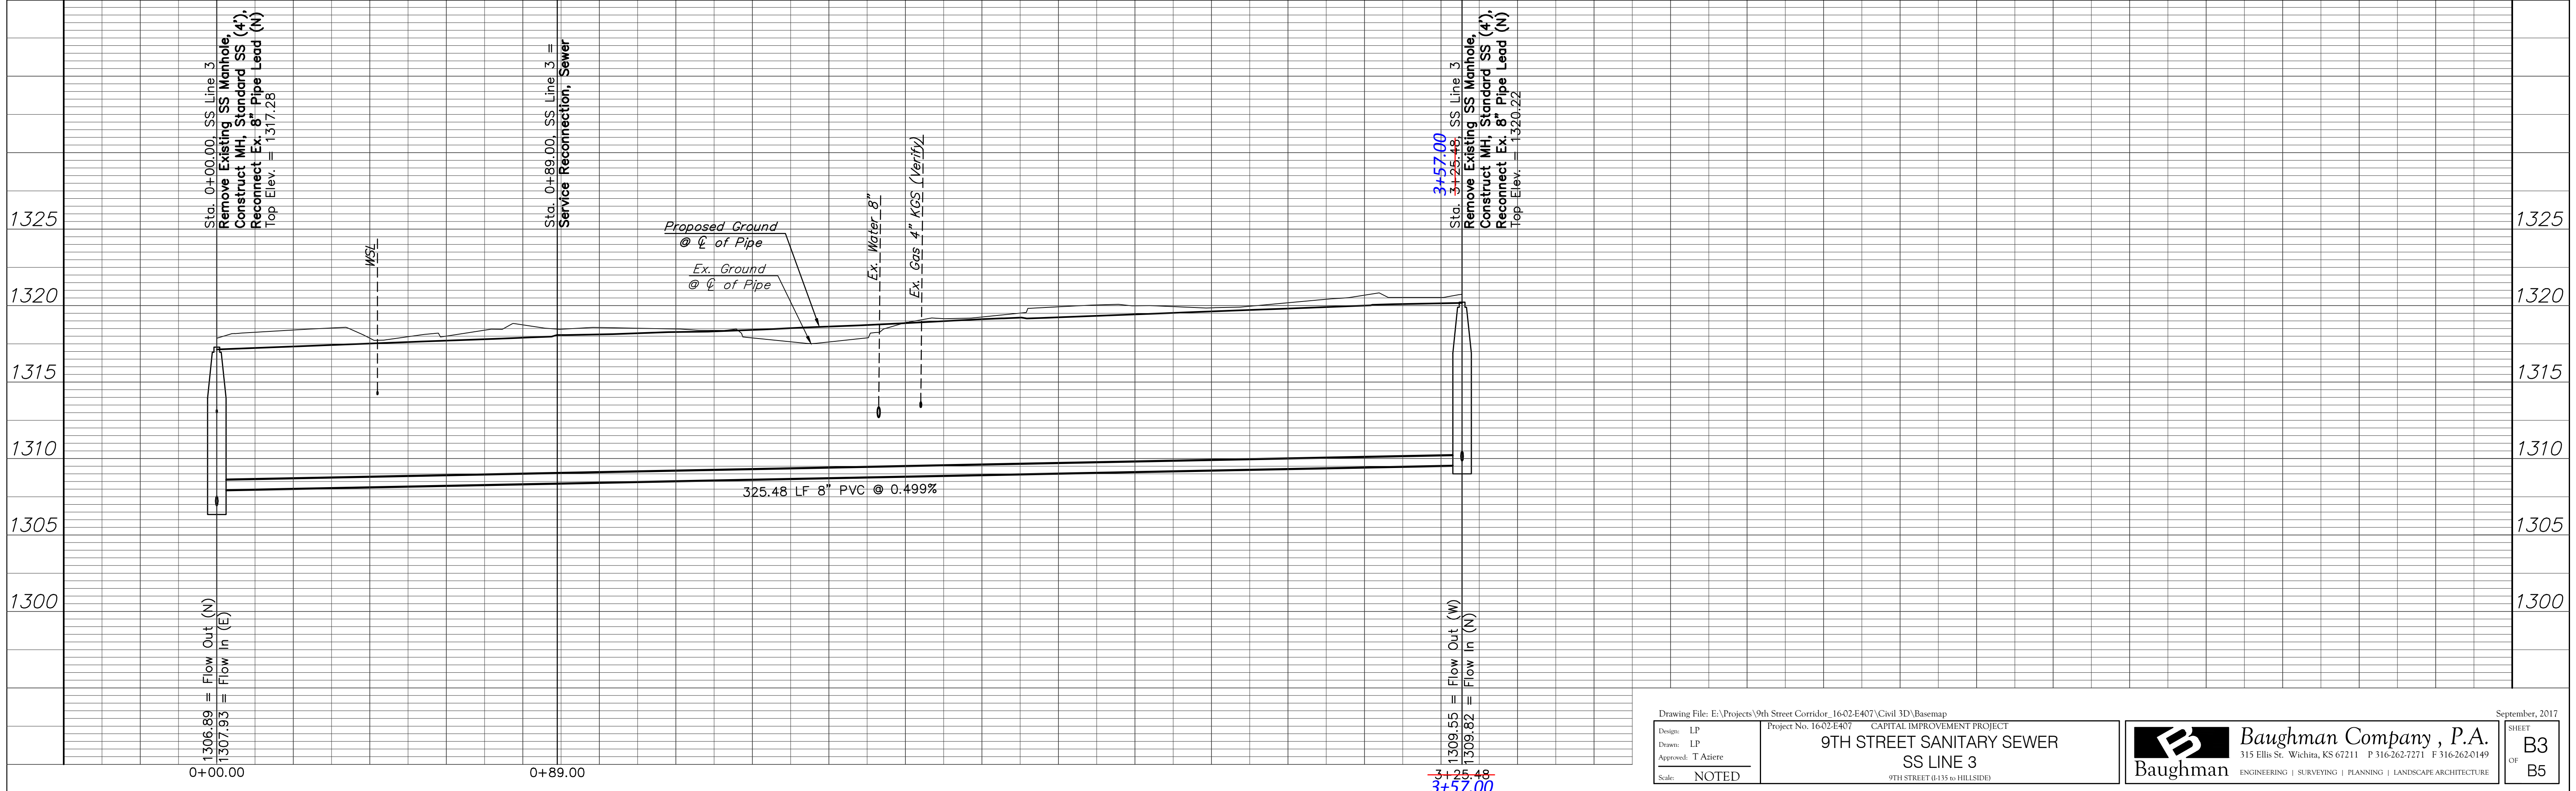 Sta. 0+00.00, SS Line 3
Remove Existing SS Manhole,
Construct MH, Standard SS (4'),
Reconnect Ex. 8" Pipe Lead (N)
Top Elev. = 1317.28
Sta. 0+89.00, SS Line 3 =
Service Reconnection, Sewer
3+57.00
Sta. 3+25.48, SS Line 3
Remove Existing SS Manhole,
Construct MH, Standard SS (4'),
Reconnect Ex. 8" Pipe Lead (N)
Top Elev. = 1320.22
WSL
Proposed Ground
@ ℄ of Pipe
Ex. Ground
@ ℄ of Pipe
Ex. Water 8"
Ex. Gas 4" KGS (Verify)
1325
1320
1315
1310
1305
1300
1325
1320
1315
1310
1305
1300
325.48 LF 8" PVC @ 0.499%
1306.89 = Flow Out (N)
1307.93 = Flow In (E)
1309.55 = Flow Out (W)
1309.82 = Flow In (N)
0+00.00
0+89.00
3+25.48
3+57.00
Drawing File: E:\Projects\9th Street Corridor_16-02-E407\Civil 3D\Basemap
September, 2017
Design: LP
Drawn: LP
Approved: T Aziere
Scale: NOTED
Project No. 16-02-E407 CAPITAL IMPROVEMENT PROJECT
9TH STREET SANITARY SEWER
SS LINE 3
9TH STREET (I-135 to HILLSIDE)
Baughman
Baughman Company , P.A.
315 Ellis St. Wichita, KS 67211 P 316-262-7271 F 316-262-0149
ENGINEERING | SURVEYING | PLANNING | LANDSCAPE ARCHITECTURE
SHEET
B3
OF
B5